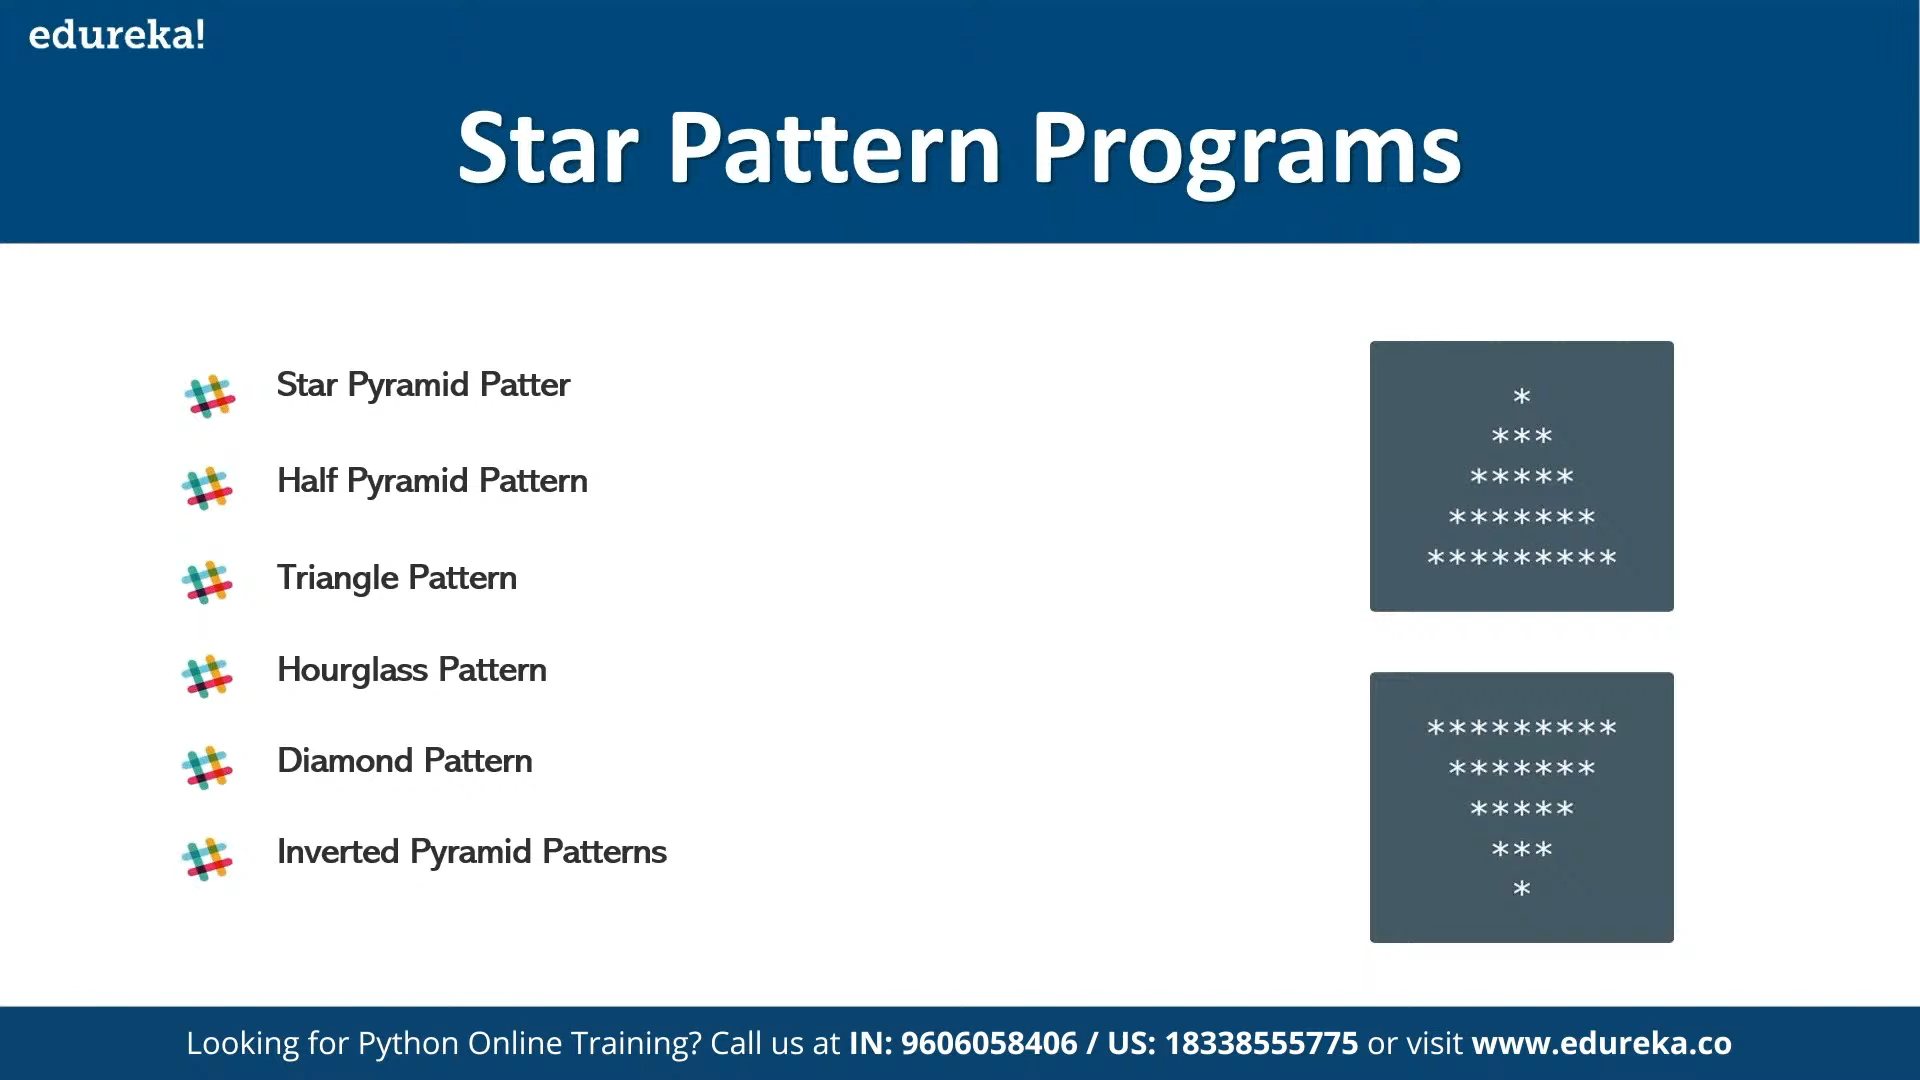 edureka!
Star Pattern Programs
Star Pyramid Patter
Half Pyramid Pattern
Triangle Pattern
Hourglass Pattern
Diamond Pattern
Inverted Pyramid Patterns
*
***
*****
*******
*********
*********
*******
*****
***
*
Looking for Python Online Training? Call us at IN: 9606058406 / US: 18338555775 or visit www.edureka.co